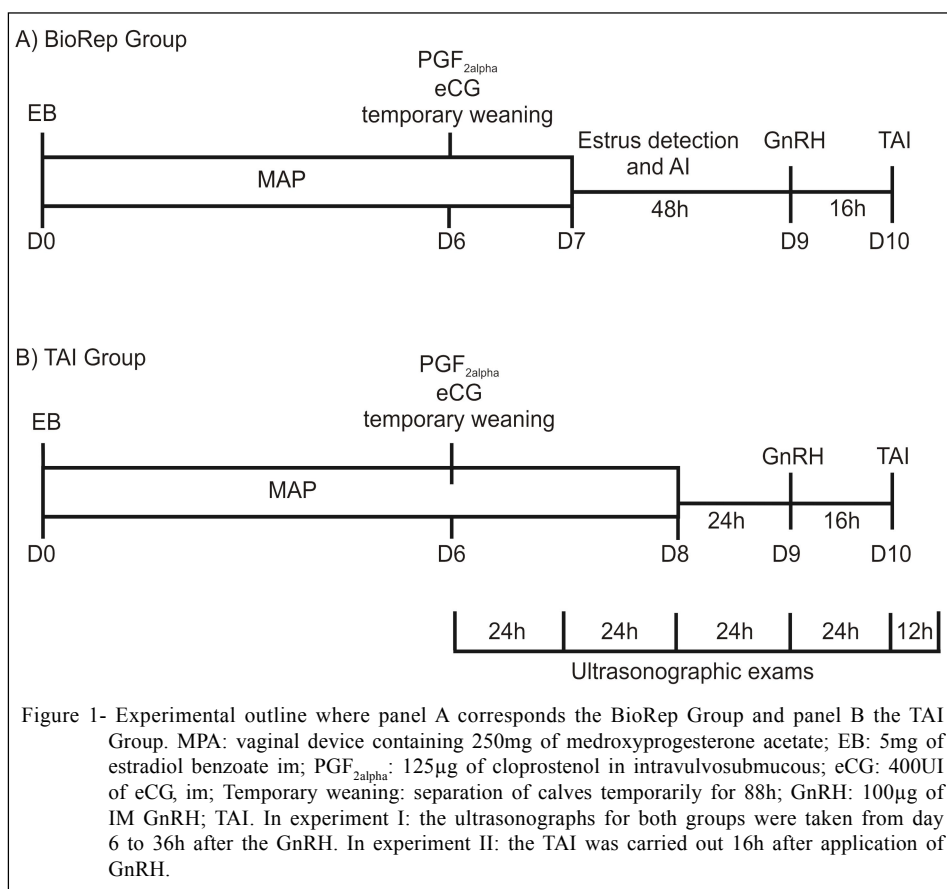 A) BioRep Group
PGF2alpha
eCG
temporary weaning
EB
Estrus detection
and AI
GnRH
TAI
MAP
48h
16h
D0
D6
D7
D9
D10
B) TAI Group
PGF2alpha
eCG
temporary weaning
EB
GnRH
TAI
MAP
24h
16h
D0
D6
D8
D9
D10
24h
24h
24h
24h
12h
Ultrasonographic exams
Figure 1- Experimental outline where panel A corresponds the BioRep Group and panel B the TAI
Group. MPA: vaginal device containing 250mg of medroxyprogesterone acetate; EB: 5mg of
estradiol benzoate im; PGF2alpha: 125µg of cloprostenol in intravulvosubmucous; eCG: 400UI
of eCG, im; Temporary weaning: separation of calves temporarily for 88h; GnRH: 100µg of
IM GnRH; TAI. In experiment I: the ultrasonographs for both groups were taken from day
6 to 36h after the GnRH. In experiment II: the TAI was carried out 16h after application of
GnRH.